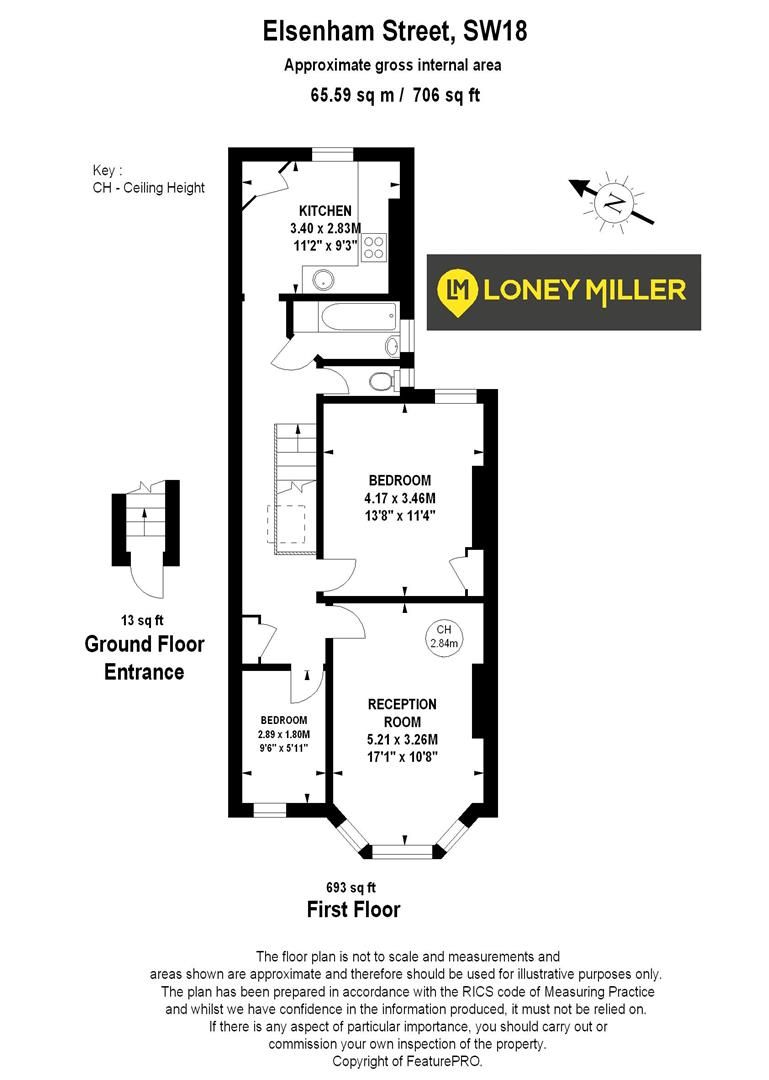 Elsenham Street, SW18
Approximate gross internal area
65.59 sq m / 706 sq ft
Key :
CH - Ceiling Height
N
KITCHEN
3.40 x 2.83M
11'2" x 9'3"
LM LONEY MILLER
BEDROOM
4.17 x 3.46M
13'8" x 11'4"
13 sq ft
Ground Floor
Entrance
CH
2.84m
RECEPTION
ROOM
5.21 x 3.26M
17'1" x 10'8"
BEDROOM
2.89 x 1.80M
9'6" x 5'11"
693 sq ft
First Floor
The floor plan is not to scale and measurements and
areas shown are approximate and therefore should be used for illustrative purposes only.
The plan has been prepared in accordance with the RICS code of Measuring Practice
and whilst we have confidence in the information produced, it must not be relied on.
If there is any aspect of particular importance, you should carry out or
commission your own inspection of the property.
Copyright of FeaturePRO.